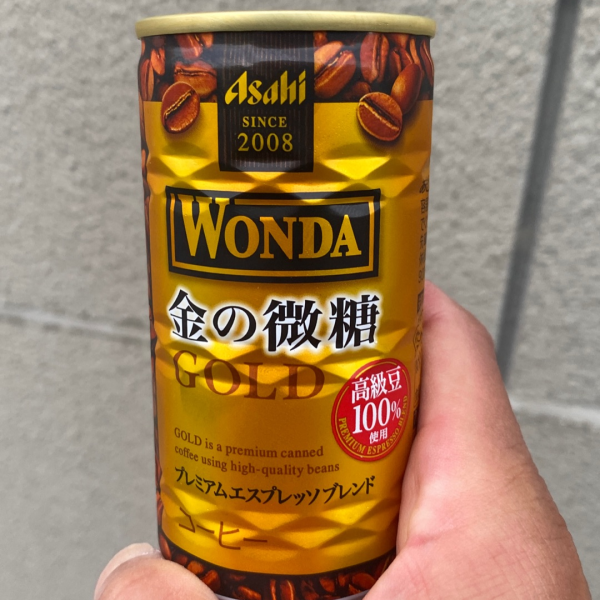 Asahi
SINCE
2008
WONDA
金の微糖
GOLD
高級豆
100%
使用
PREMIUM ESPRESSO BLEND
GOLD is a premium canned
coffee using high-quality beans
プレミアムエスプレッソブレンド
コーヒー